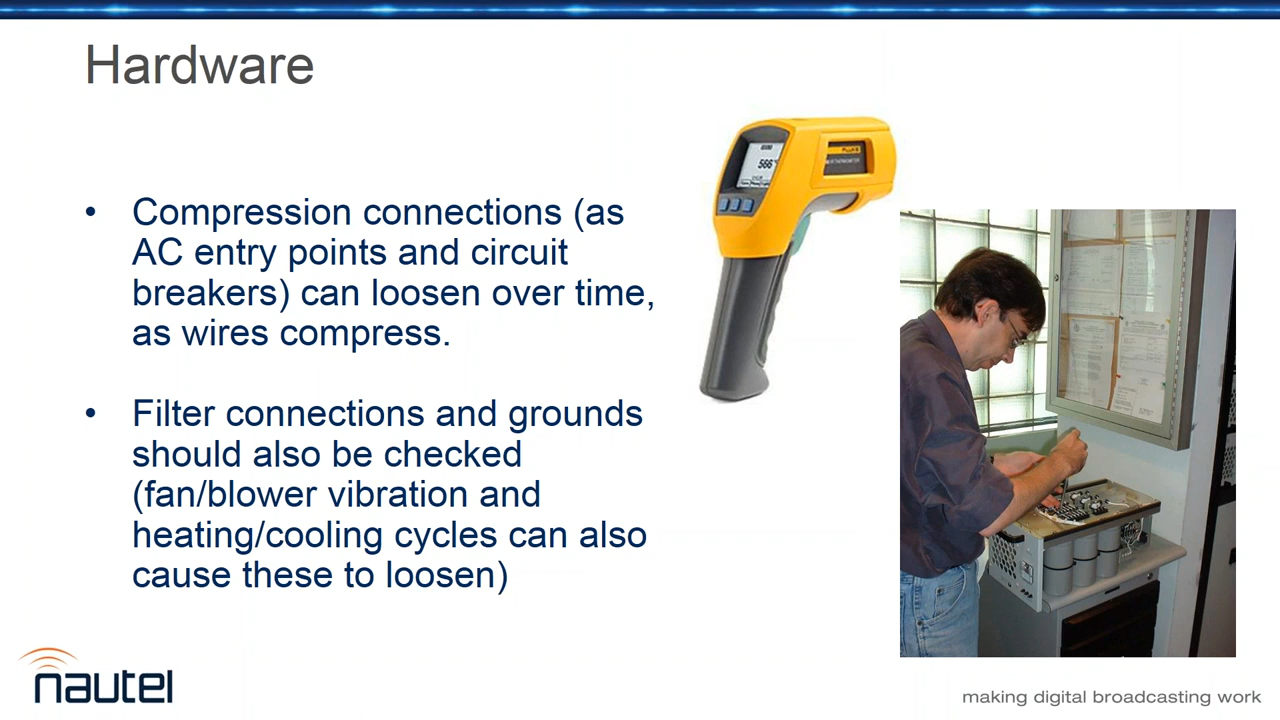 Hardware
• Compression connections (as
AC entry points and circuit
breakers) can loosen over time,
as wires compress.
• Filter connections and grounds
should also be checked
(fan/blower vibration and
heating/cooling cycles can also
cause these to loosen)
FLUKE
566
nautel
making digital broadcasting work